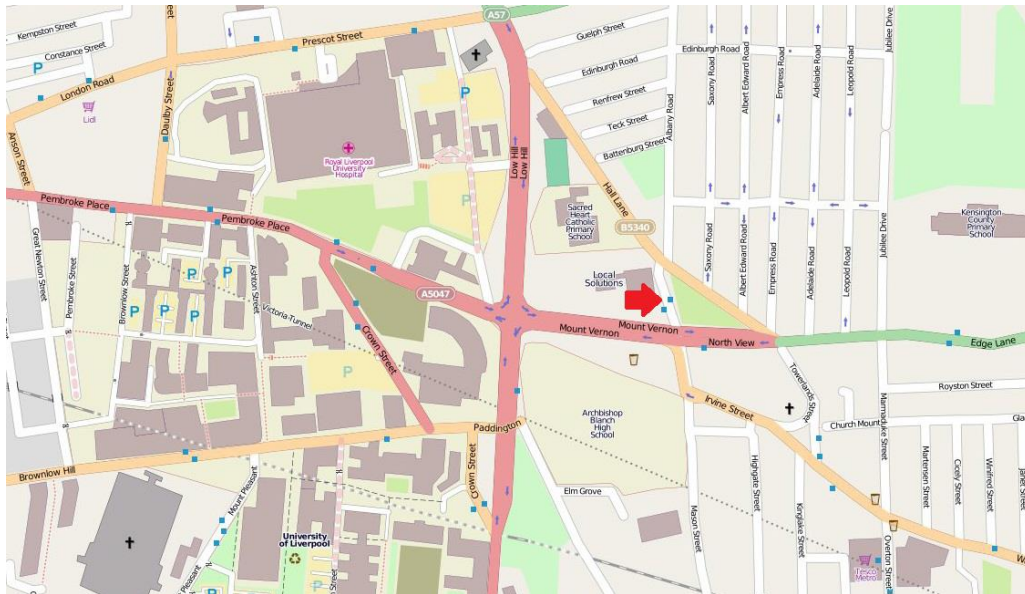 A57
Kempston Street
Constance Street
P
London Road
Lidl
Daulby Street
Prescot Street
P
Guelph Street
Edinburgh Road
Renfrew Street
Teck Street
Battenburg Street
Albany Road
Edinburgh Road
Saxony Road
Albert Edward Road
Empress Road
Adelaide Road
Leopold Road
Jubilee Drive
Anson Street
Royal Liverpool
University
Hospital
P
Low Hill
Low Hill
Hall Lane
B5340
Sacred
Heart
Catholic
Primary
School
Kensington
County
Primary
School
Pembroke Place
Pembroke Place
Great Newton Street
Pembroke Street
Brownlow Street
Ashton Street
P
P
P
P
P
Victoria-Tunnel
A5047
Crown Street
P
Local
Solutions
Saxony Road
Albert Edward Road
Empress Road
Adelaide Road
Leopold Road
Jubilee Drive
Mount Vernon
Mount Vernon
North View
Edge Lane
Towerlands Street
Irvine Street
Royston Street
Church Mount
Marmaduke Street
Martensen Street
Cicely Street
Winifred Street
Janet Street
Archbishop
Blanch
High
School
Paddington
Crown Street
Brownlow Hill
Mount Pleasant
Elm Grove
Mason Street
Highgate Street
Kinglake Street
Overton Street
University
of Liverpool
P
Street
Pleasant
Tesco
Metro